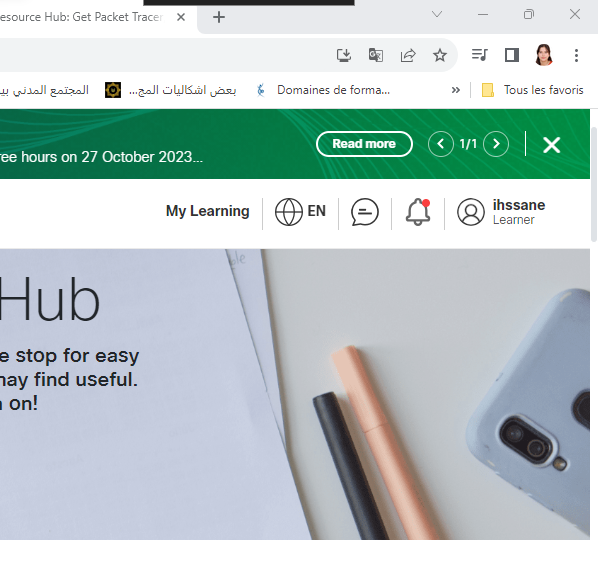 esource Hub: Get Packet Tracer
المجتمع المدني بي
بعض اشكاليات المج...
Domaines de forma...
»
Tous les favoris
ree hours on 27 October 2023...
Read more
1/1
My Learning
EN
ihssane
Learner
Hub
e stop for easy
may find useful.
on!